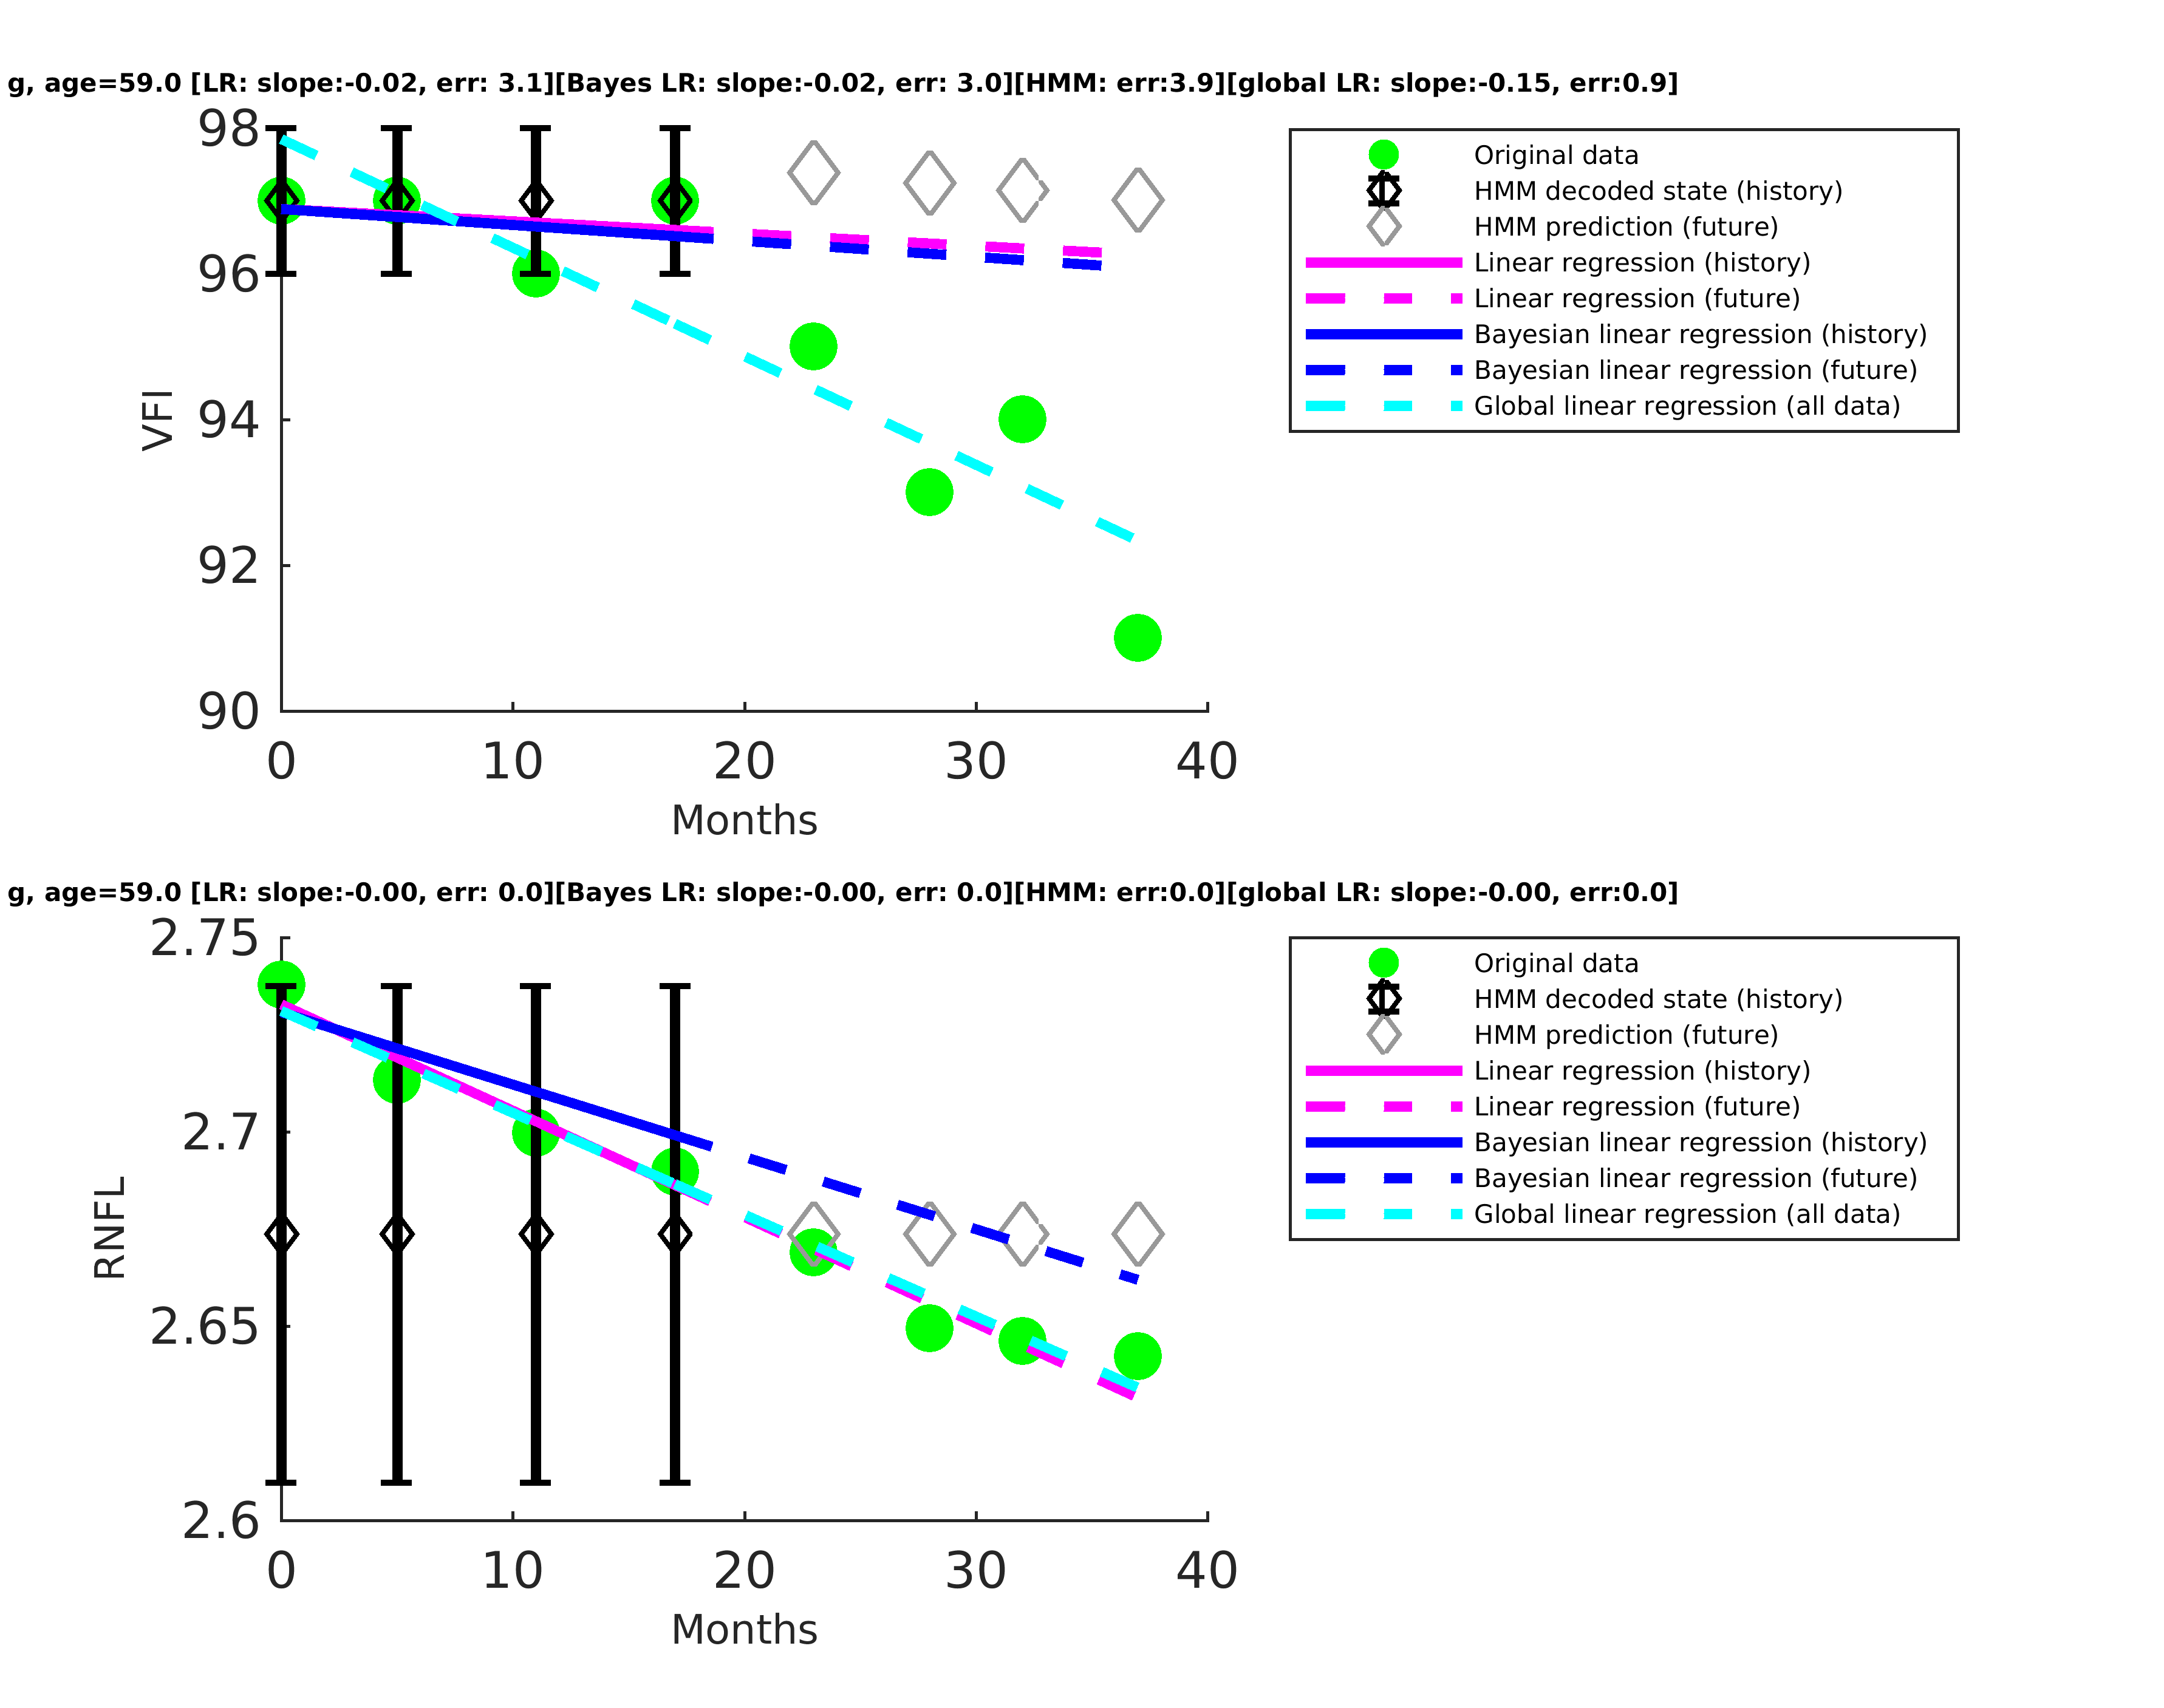 g, age=59.0 [LR: slope:-0.02, err: 3.1][Bayes LR: slope:-0.02, err: 3.0][HMM: err:3.9][global LR: slope:-0.15, err:0.9]
98
96
94
92
90
VFI
0 10 20 30 40
Months
Original data
HMM decoded state (history)
HMM prediction (future)
Linear regression (history)
Linear regression (future)
Bayesian linear regression (history)
Bayesian linear regression (future)
Global linear regression (all data)
g, age=59.0 [LR: slope:-0.00, err: 0.0][Bayes LR: slope:-0.00, err: 0.0][HMM: err:0.0][global LR: slope:-0.00, err:0.0]
2.75
2.7
2.65
2.6
RNFL
0 10 20 30 40
Months
Original data
HMM decoded state (history)
HMM prediction (future)
Linear regression (history)
Linear regression (future)
Bayesian linear regression (history)
Bayesian linear regression (future)
Global linear regression (all data)